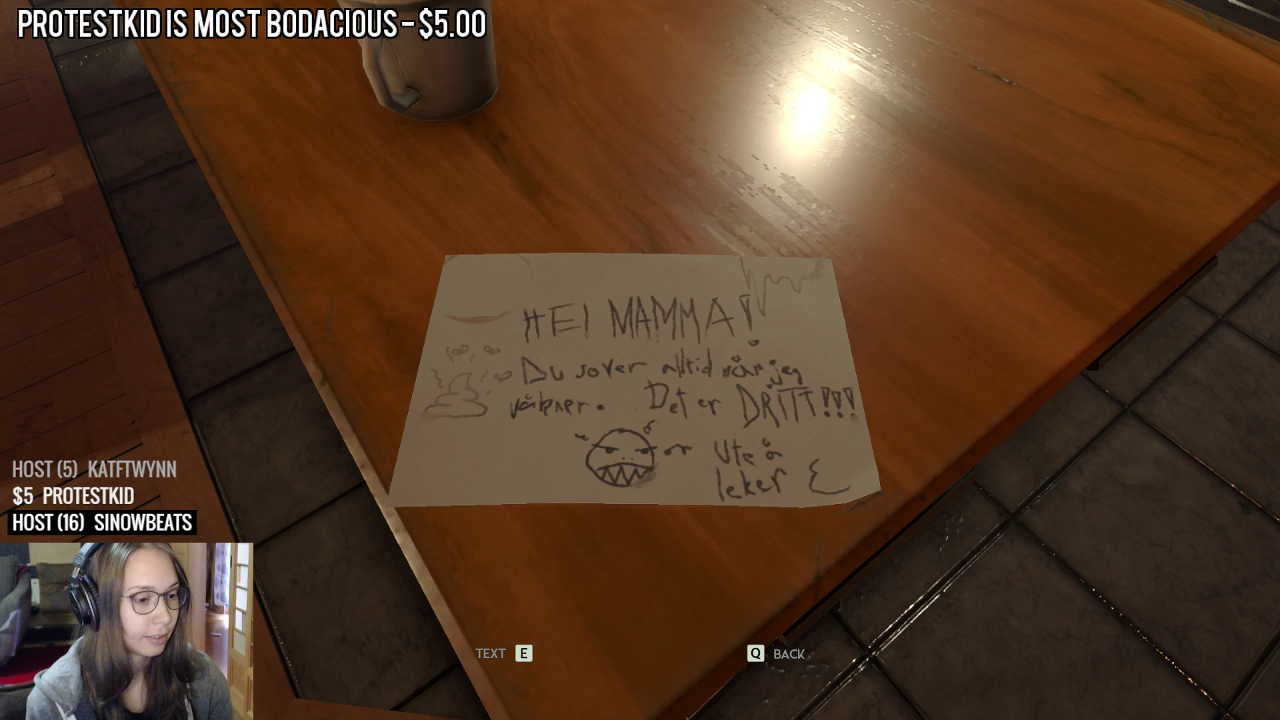 PROTESTKID IS MOST BODACIOUS - $5.00
HEI MAMMA!
Du sover alltid når jeg
våkner. Det er DRITT!!!
Ute å
leker
HOST (5) KATFTWYNN
$5 PROTESTKID
HOST (16) SINOWBEATS
TEXT E
Q BACK